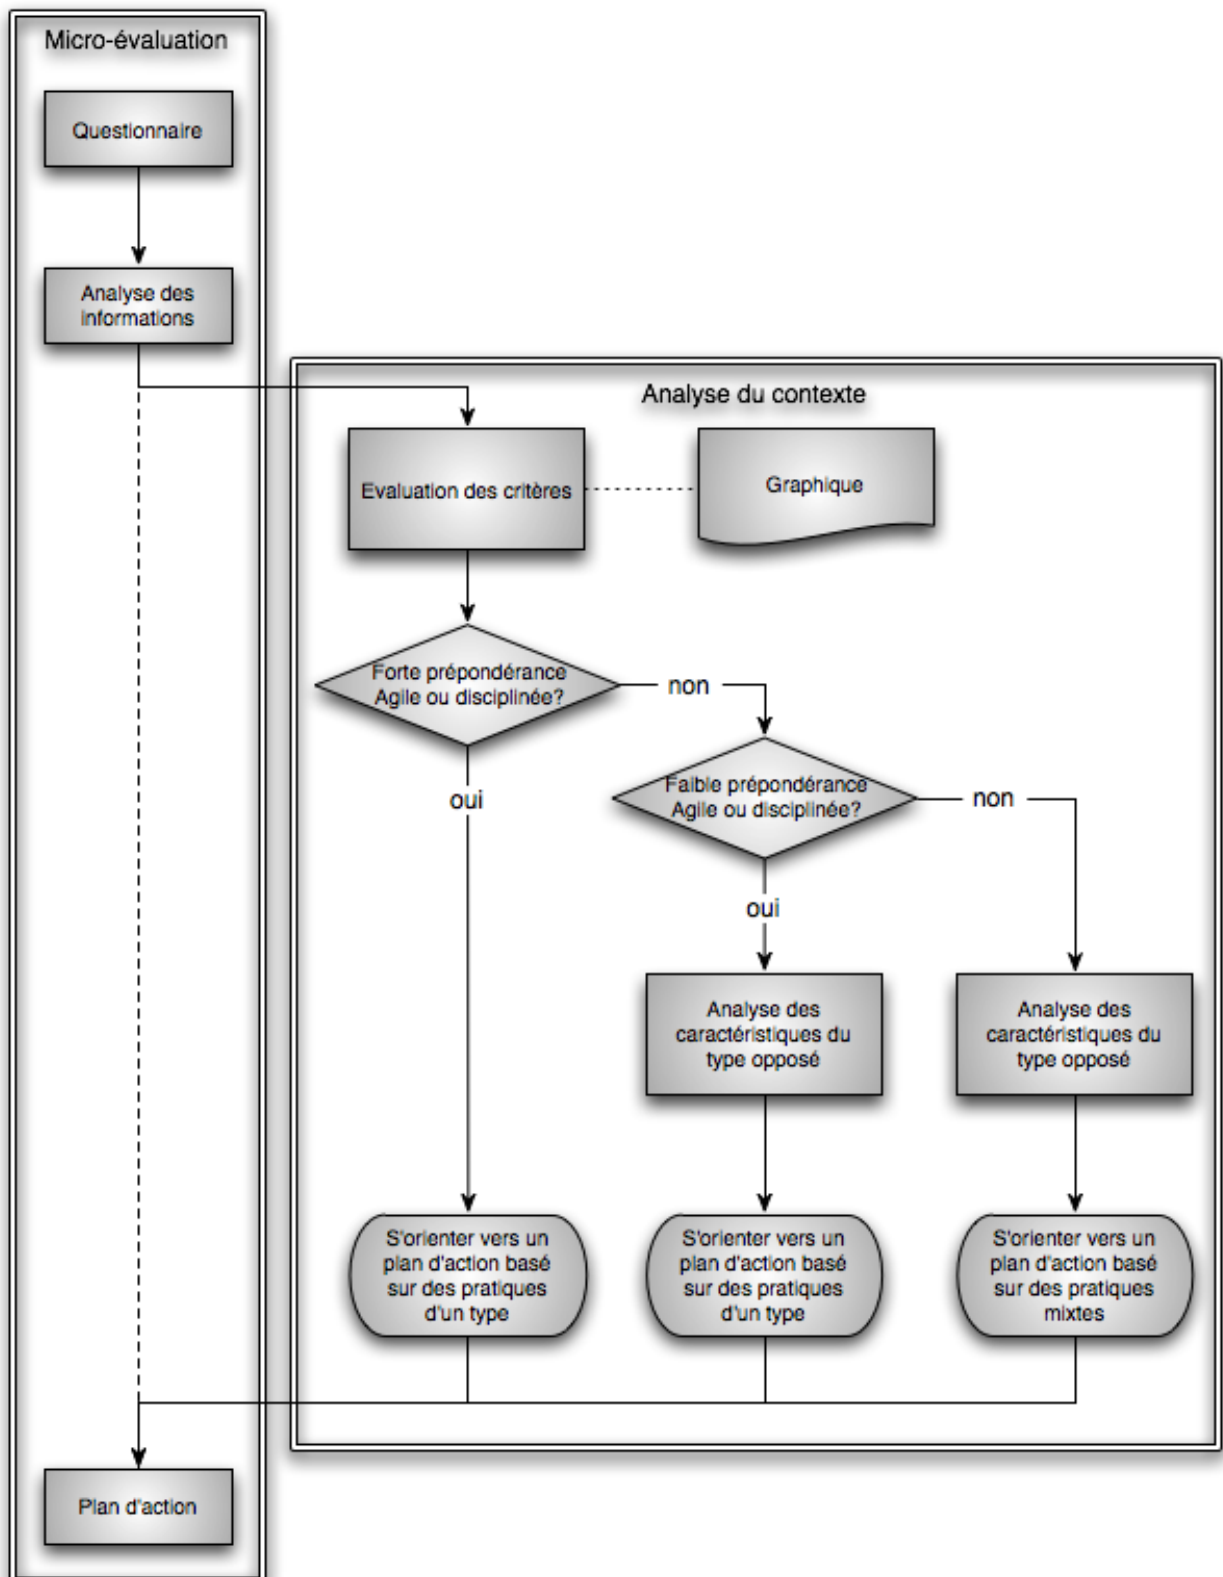 Micro-évaluation
Questionnaire
Analyse des
informations
Analyse du contexte
Evaluation des critères
Graphique
Forte prépondérance
Agile ou disciplinée?
non
oui
Faible prépondérance
Agile ou disciplinée?
non
oui
Analyse des
caractéristiques du
type opposé
Analyse des
caractéristiques du
type opposé
S'orienter vers un
plan d'action basé
sur des pratiques
d'un type
S'orienter vers un
plan d'action basé
sur des pratiques
d'un type
S'orienter vers un
plan d'action basé
sur des pratiques
mixtes
Plan d'action